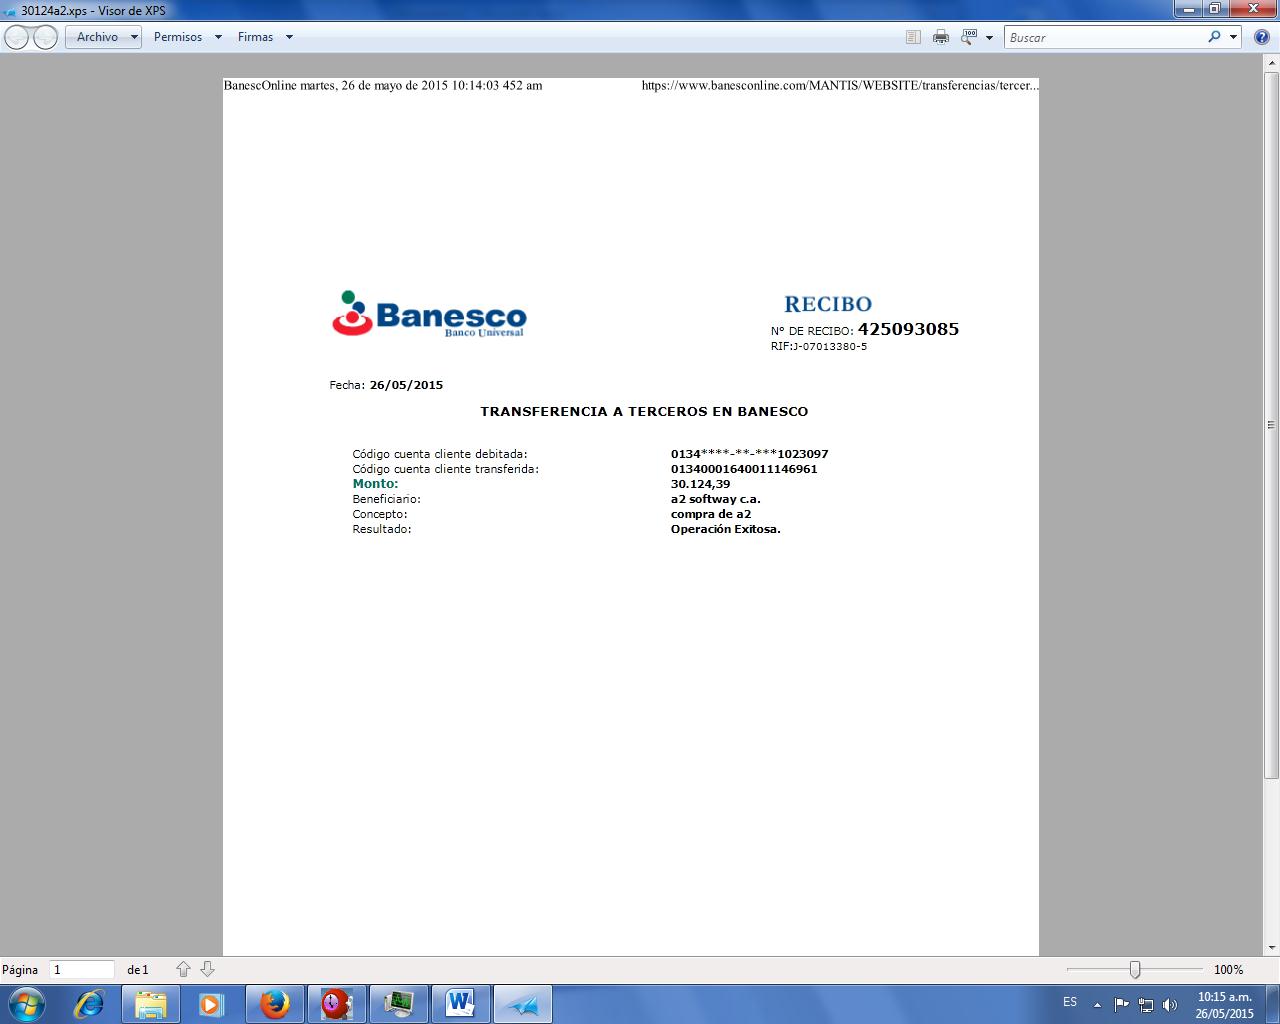 30124a2.xps - Visor de XPS
Archivo Permisos Firmas 100 Buscar
BanescOnline martes, 26 de mayo de 2015 10:14:03 452 am https://www.banesconline.com/MANTIS/WEBSITE/transferencias/tercer...
Banesco
Banco Universal
RECIBO
N° DE RECIBO: 425093085
RIF:J-07013380-5
Fecha: 26/05/2015
TRANSFERENCIA A TERCEROS EN BANESCO
Código cuenta cliente debitada: 0134****-**-***1023097
Código cuenta cliente transferida: 01340001640011146961
Monto: 30.124,39
Beneficiario: a2 softway c.a.
Concepto: compra de a2
Resultado: Operación Exitosa.
Página 1 de 1 100%
ES 10:15 a.m.
26/05/2015